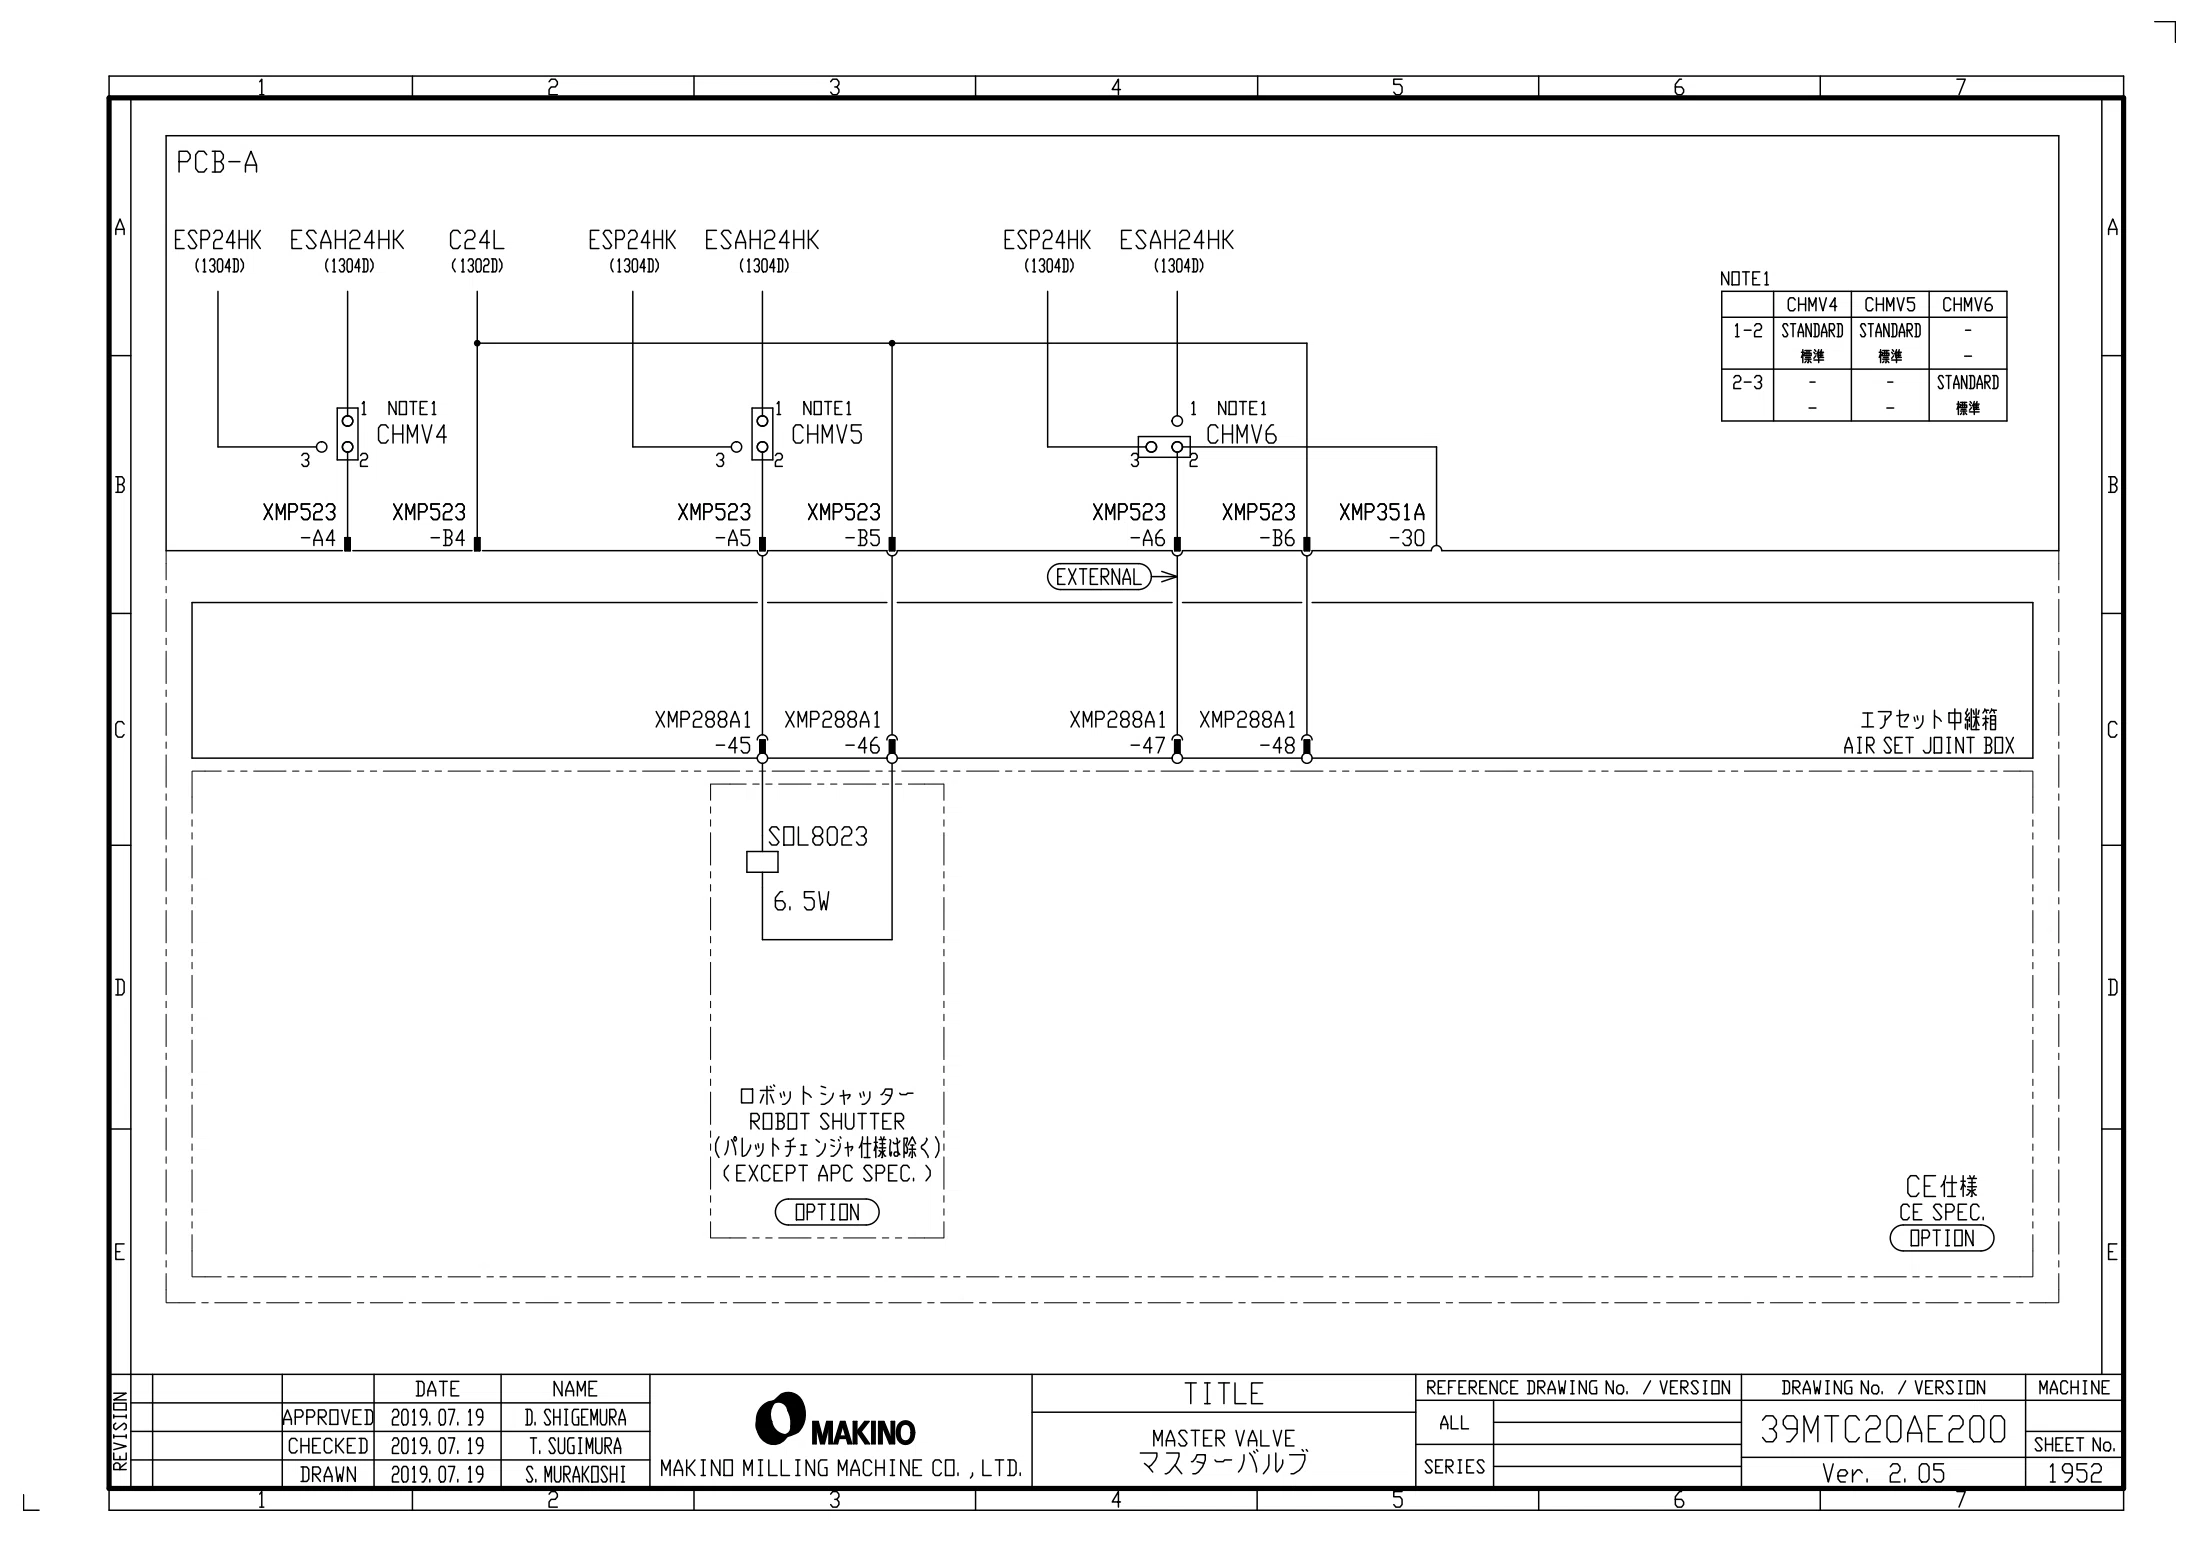 1 2 3 4 5 6 7
PCB-A
A A
ESP24HK ESAH24HK C24L ESP24HK ESAH24HK ESP24HK ESAH24HK
(1304D) (1304D) (1302D) (1304D) (1304D) (1304D) (1304D)
NOTE1
CHMV4 CHMV5 CHMV6
1-2 STANDARD STANDARD -
標準 標準 -
2-3 - - STANDARD
- - 標準
1 NOTE1 1 NOTE1 1 NOTE1
CHMV4 CHMV5 CHMV6
3 2 3 2 3 2
B B
XMP523 XMP523 XMP523 XMP523 XMP523 XMP523 XMP351A
-A4 -B4 -A5 -B5 -A6 -B6 -30
EXTERNAL
XMP288A1 XMP288A1 XMP288A1 XMP288A1 エアセット中継箱
C C
-45 -46 -47 -48 AIR SET JOINT BOX
SOL8023
6.5W
D D
ロボットシャッター
ROBOT SHUTTER
(パレットチェンジャ仕様は除く)
(EXCEPT APC SPEC.)
OPTION
CE仕様
CE SPEC.
OPTION
E E
REVISION
DATE NAME
APPROVED 2019.07.19 D. SHIGEMURA
CHECKED 2019.07.19 T. SUGIMURA
DRAWN 2019.07.19 S. MURAKOSHI
MAKINO
MAKINO MILLING MACHINE CO.,LTD.
TITLE
MASTER VALVE
マスターバルブ
REFERENCE DRAWING No. / VERSION
ALL
SERIES
DRAWING No. / VERSION
39MTC20AE200
Ver. 2.05
MACHINE
SHEET No.
1952
1 2 3 4 5 6 7